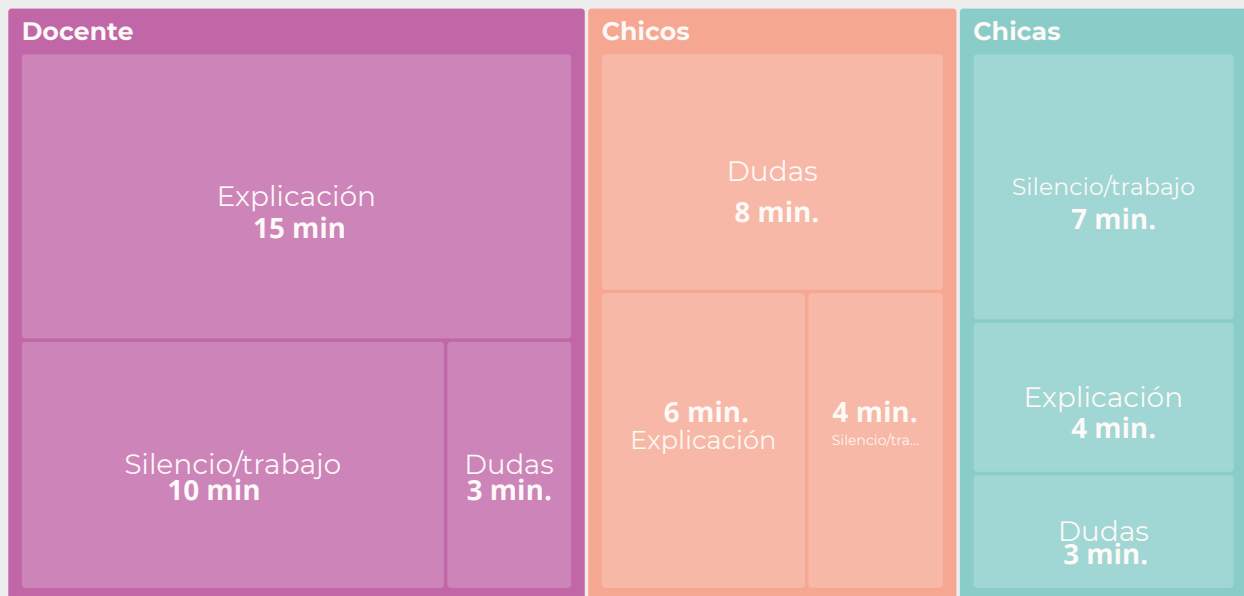 Docente
Explicación
15 min
Silencio/trabajo
10 min
Dudas
3 min.
Chicos
Dudas
8 min.
6 min.
Explicación
4 min.
Silencio/tra...
Chicas
Silencio/trabajo
7 min.
Explicación
4 min.
Dudas
3 min.